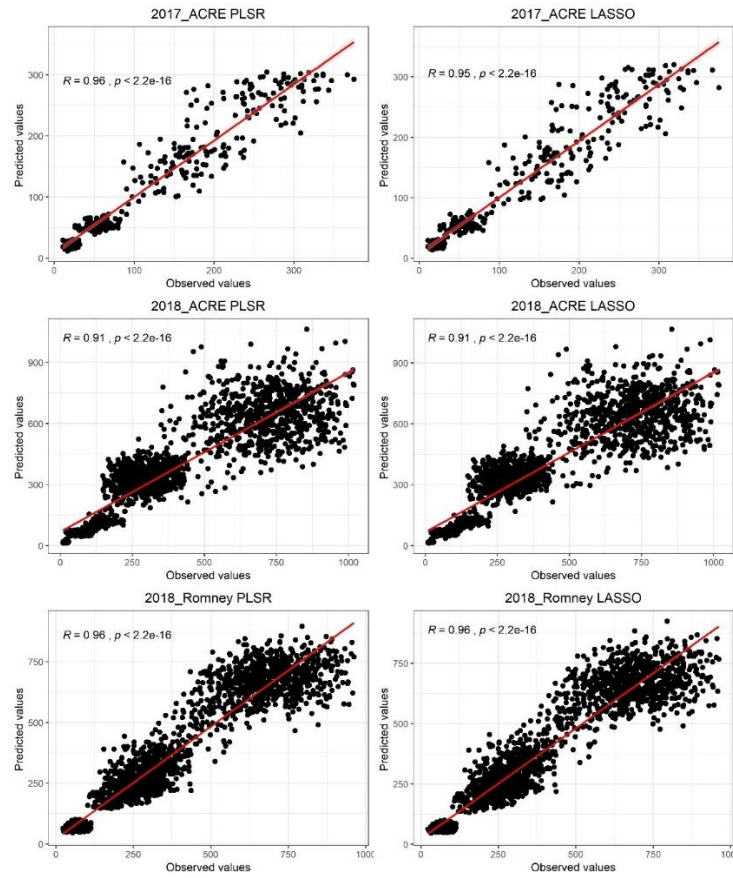 2017_ACRE PLSR
R = 0.96 , p < 2.2e-16
300
200
100
0
0
100
200
300
Predicted values
Observed values
2017_ACRE LASSO
R = 0.95 , p < 2.2e-16
300
200
100
0
0
100
200
300
Predicted values
Observed values
2018_ACRE PLSR
R = 0.91 , p < 2.2e-16
900
600
300
0
0
250
500
750
1000
Predicted values
Observed values
2018_ACRE LASSO
R = 0.91 , p < 2.2e-16
900
600
300
0
0
250
500
750
1000
Predicted values
Observed values
2018_Romney PLSR
R = 0.96 , p < 2.2e-16
750
500
250
0
0
250
500
750
1000
Predicted values
Observed values
2018_Romney LASSO
R = 0.96 , p < 2.2e-16
750
500
250
0
0
250
500
750
1000
Predicted values
Observed values